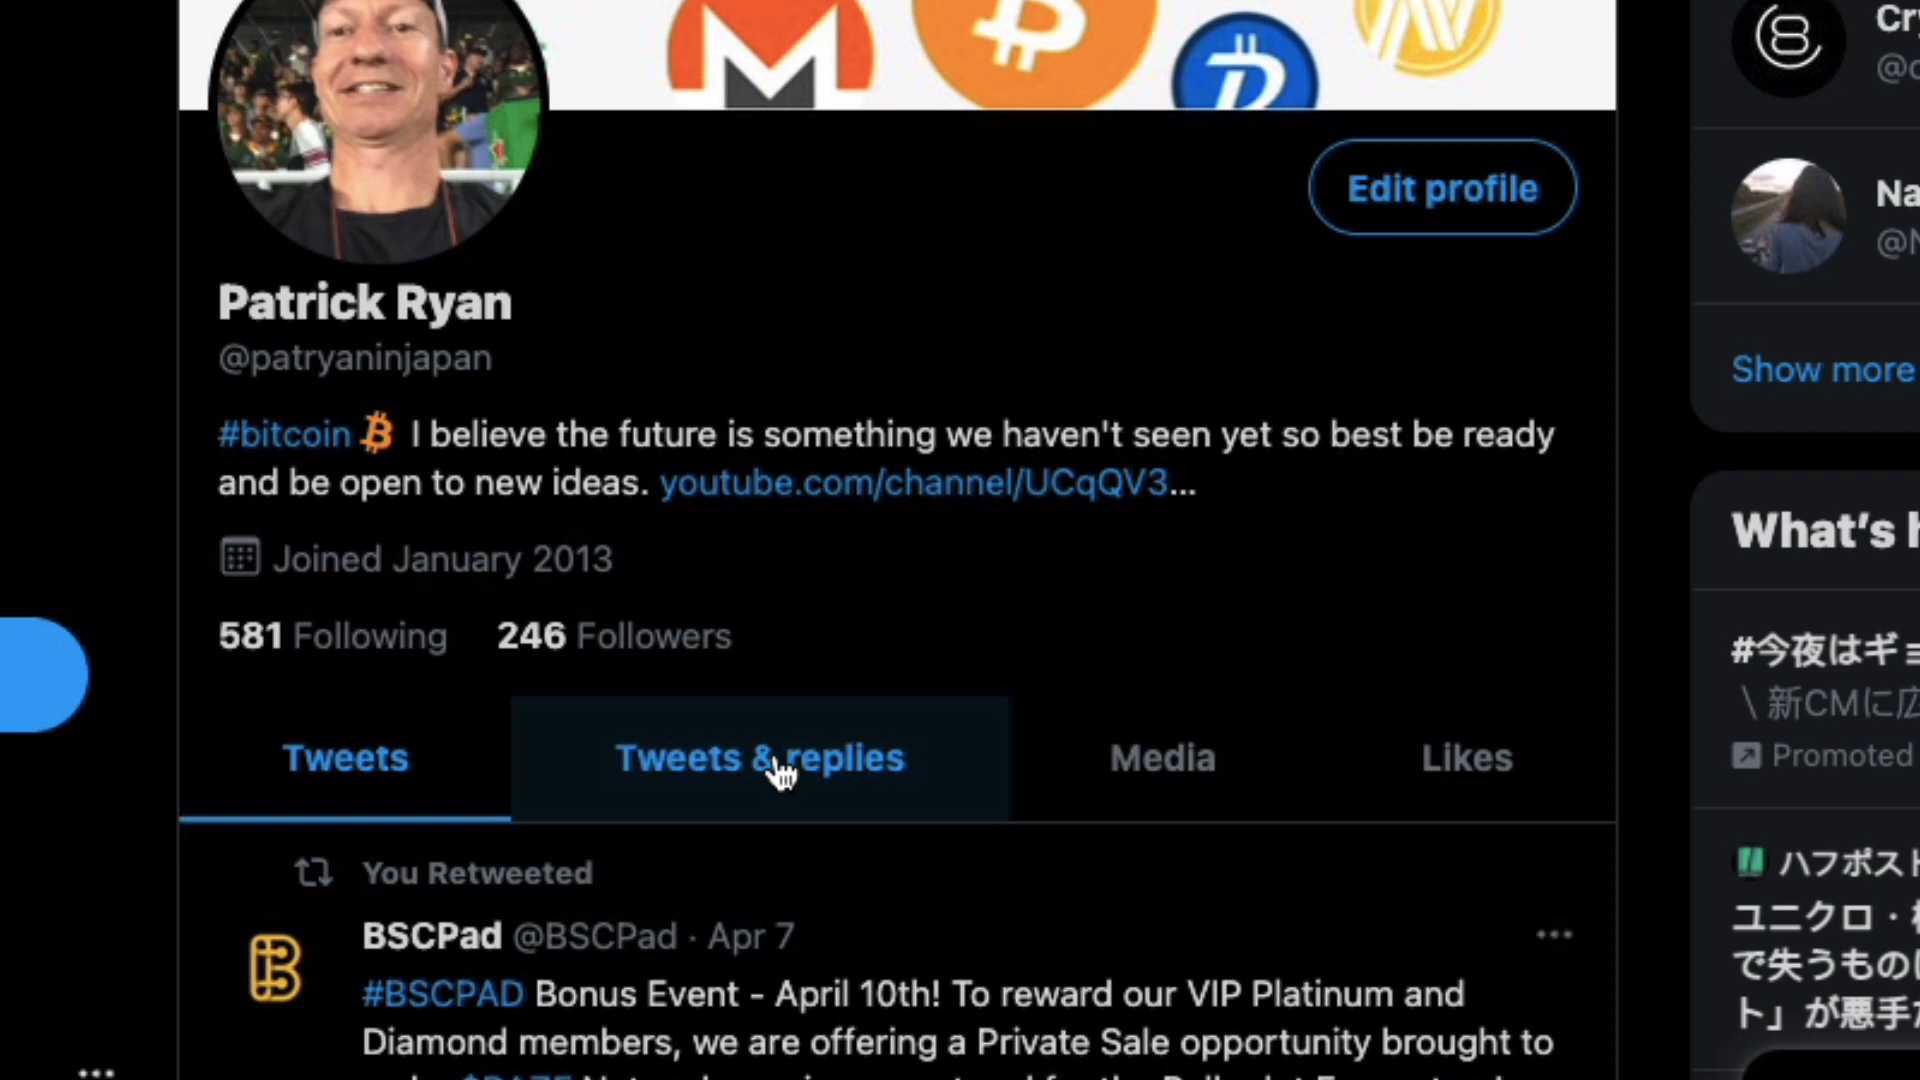 Edit profile
Patrick Ryan
@patryaninjapan
#bitcoin I believe the future is something we haven't seen yet so best be ready
and be open to new ideas. youtube.com/channel/UCqQV3...
Joined January 2013
581 Following 246 Followers
Tweets Tweets & replies Media Likes
You Retweeted
BSCPad @BSCPad · Apr 7
#BSCPAD Bonus Event - April 10th! To reward our VIP Platinum and
Diamond members, we are offering a Private Sale opportunity brought to
Show more
What's
#今夜はギョ
\ 新CMに広
Promoted
ハフポスト
ユニクロ・
で失うもの
ト」が悪手